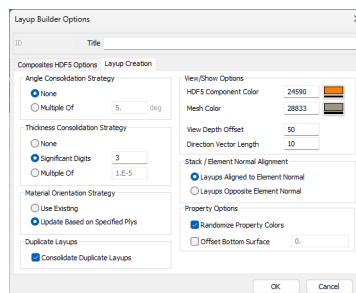 Layup Builder Options
ID
Title
Composites HDF5 Options
Layup Creation
Angle Consolidation Strategy
None
Multiple Of
5.
deg
Thickness Consolidation Strategy
None
Significant Digits
3
Multiple Of
1.E-5
Material Orientation Strategy
Use Existing
Update Based on Specified Plys
Duplicate Layups
Consolidate Duplicate Layups
View/Show Options
HDF5 Component Color
24590
Mesh Color
28833
View Depth Offset
50
Direction Vector Length
10
Stack / Element Normal Alignment
Layups Aligned to Element Normal
Layups Opposite Element Normal
Property Options
Randomize Property Colors
Offset Bottom Surface
0.
OK
Cancel